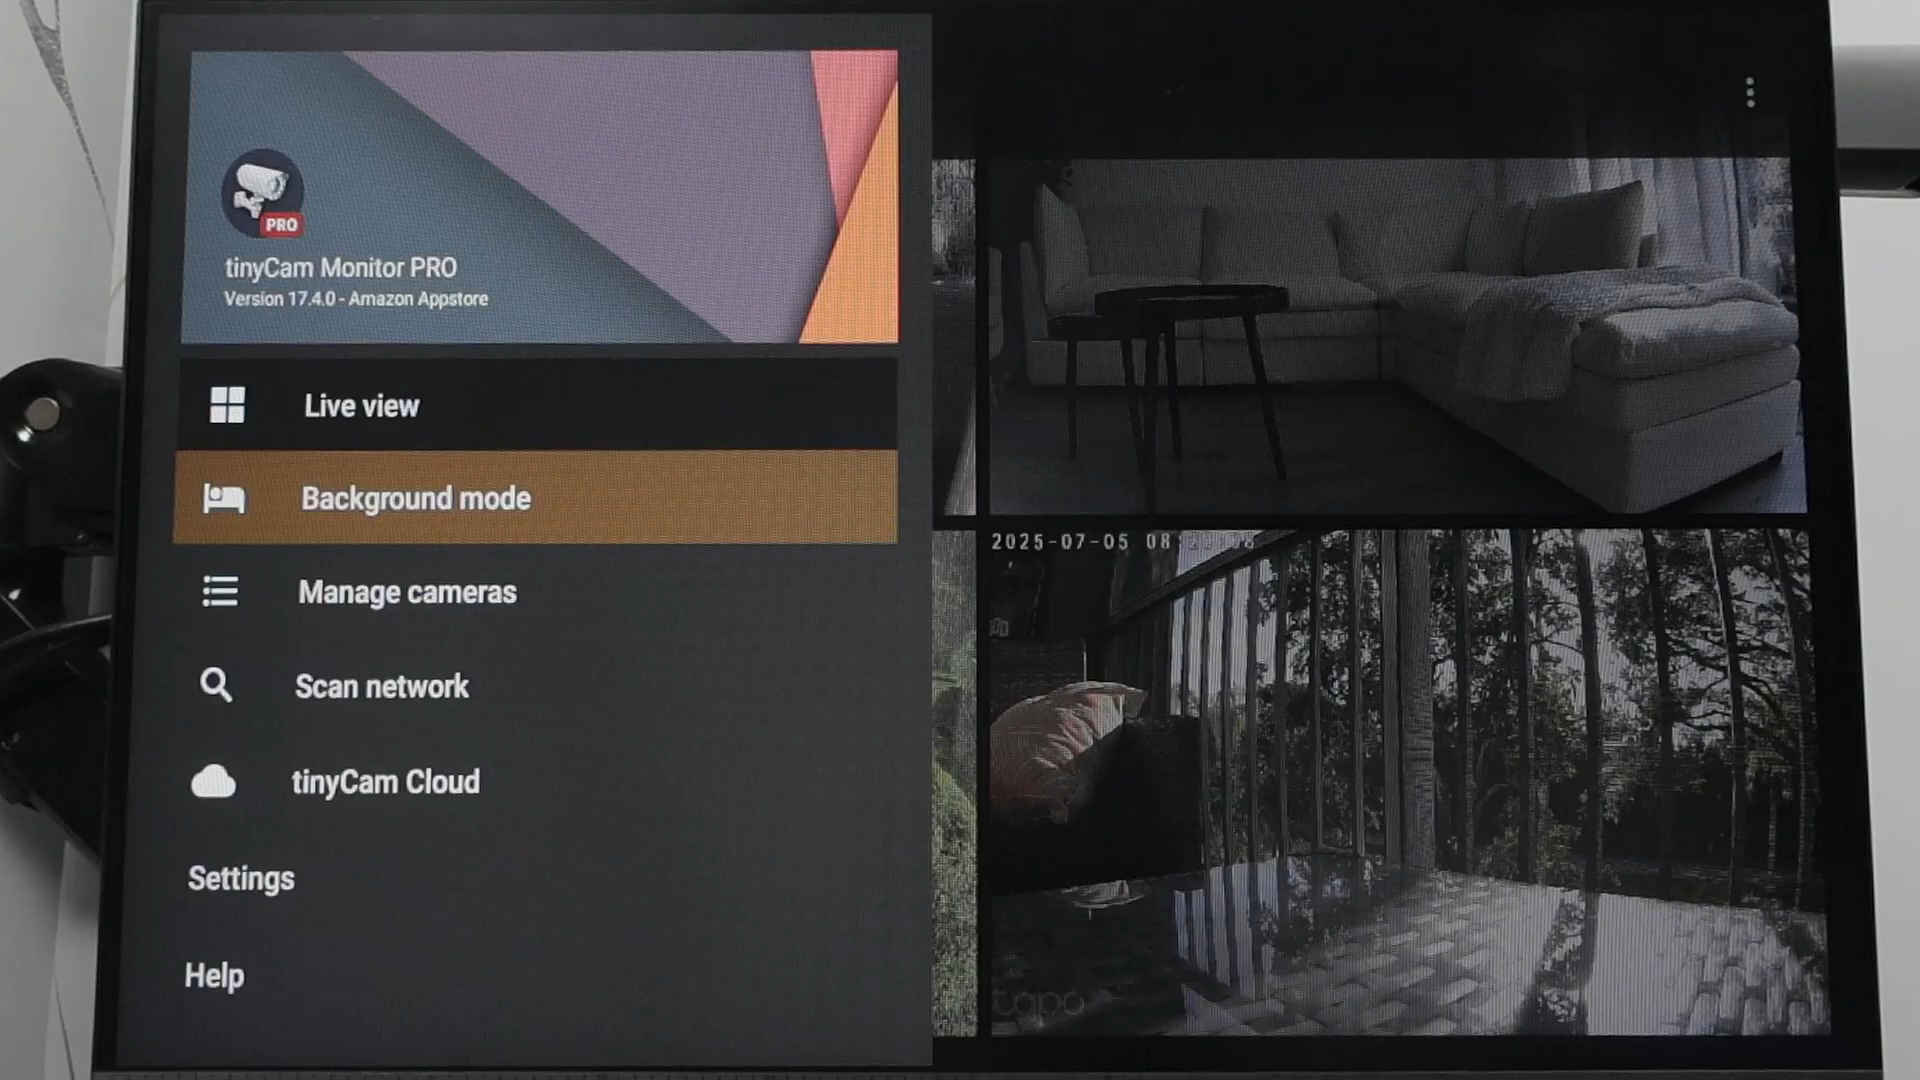 PRO
tinyCam Monitor PRO
Version 17.4.0 - Amazon Appstore
Live view
Background mode
Manage cameras
Scan network
tinyCam Cloud
Settings
Help
2025-07-05
tapo